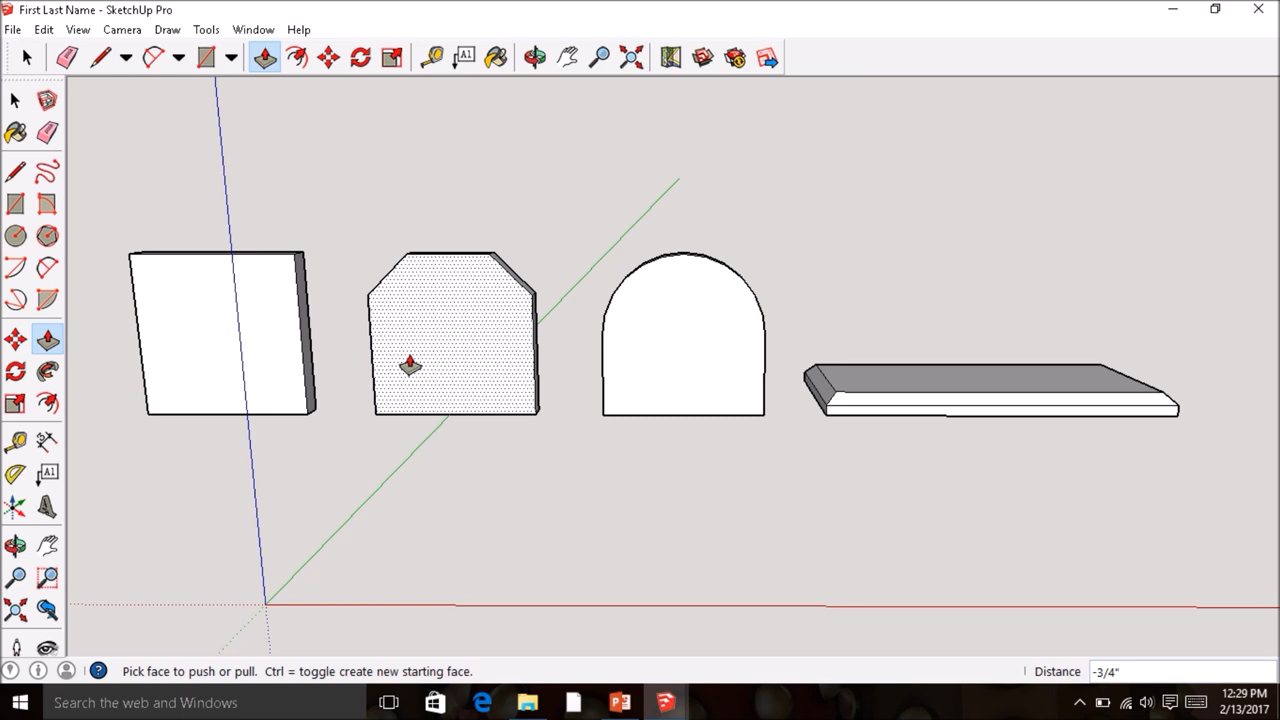 First Last Name - SketchUp Pro
File Edit View Camera Draw Tools Window Help
A1
A1
Pick face to push or pull. Ctrl = toggle create new starting face. Distance -3/4"
Search the web and Windows
12:29 PM
2/13/2017